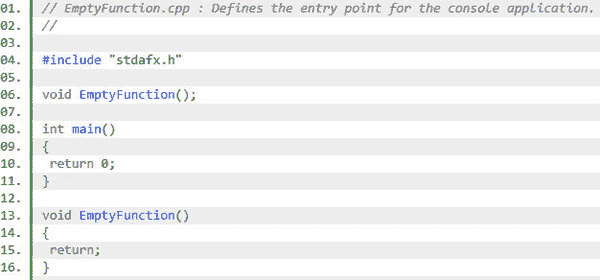 01. // EmptyFunction.cpp : Defines the entry point for the console application.
02. //
03.
04. #include "stdafx.h"
05.
06. void EmptyFunction();
07.
08. int main()
09. {
10.  return 0;
11. }
12.
13. void EmptyFunction()
14. {
15.  return;
16. }